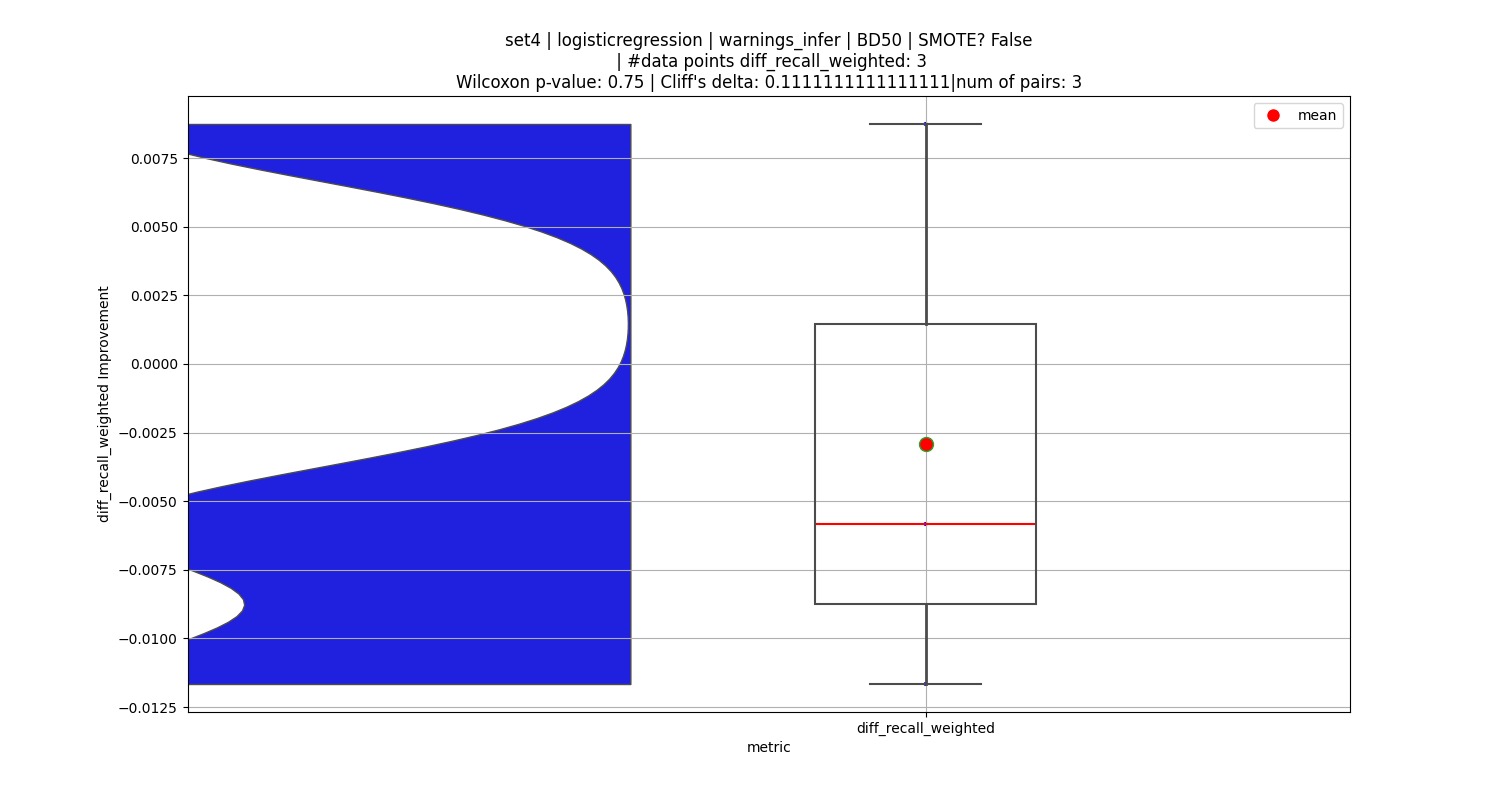 set4 | logisticregression | warnings_infer | BD50 | SMOTE? False
| #data points diff_recall_weighted: 3
Wilcoxon p-value: 0.75 | Cliff's delta: 0.1111111111111111|num of pairs: 3
mean
0.0075
0.0050
0.0025
0.0000
−0.0025
−0.0050
−0.0075
−0.0100
−0.0125
diff_recall_weighted Improvement
diff_recall_weighted
metric